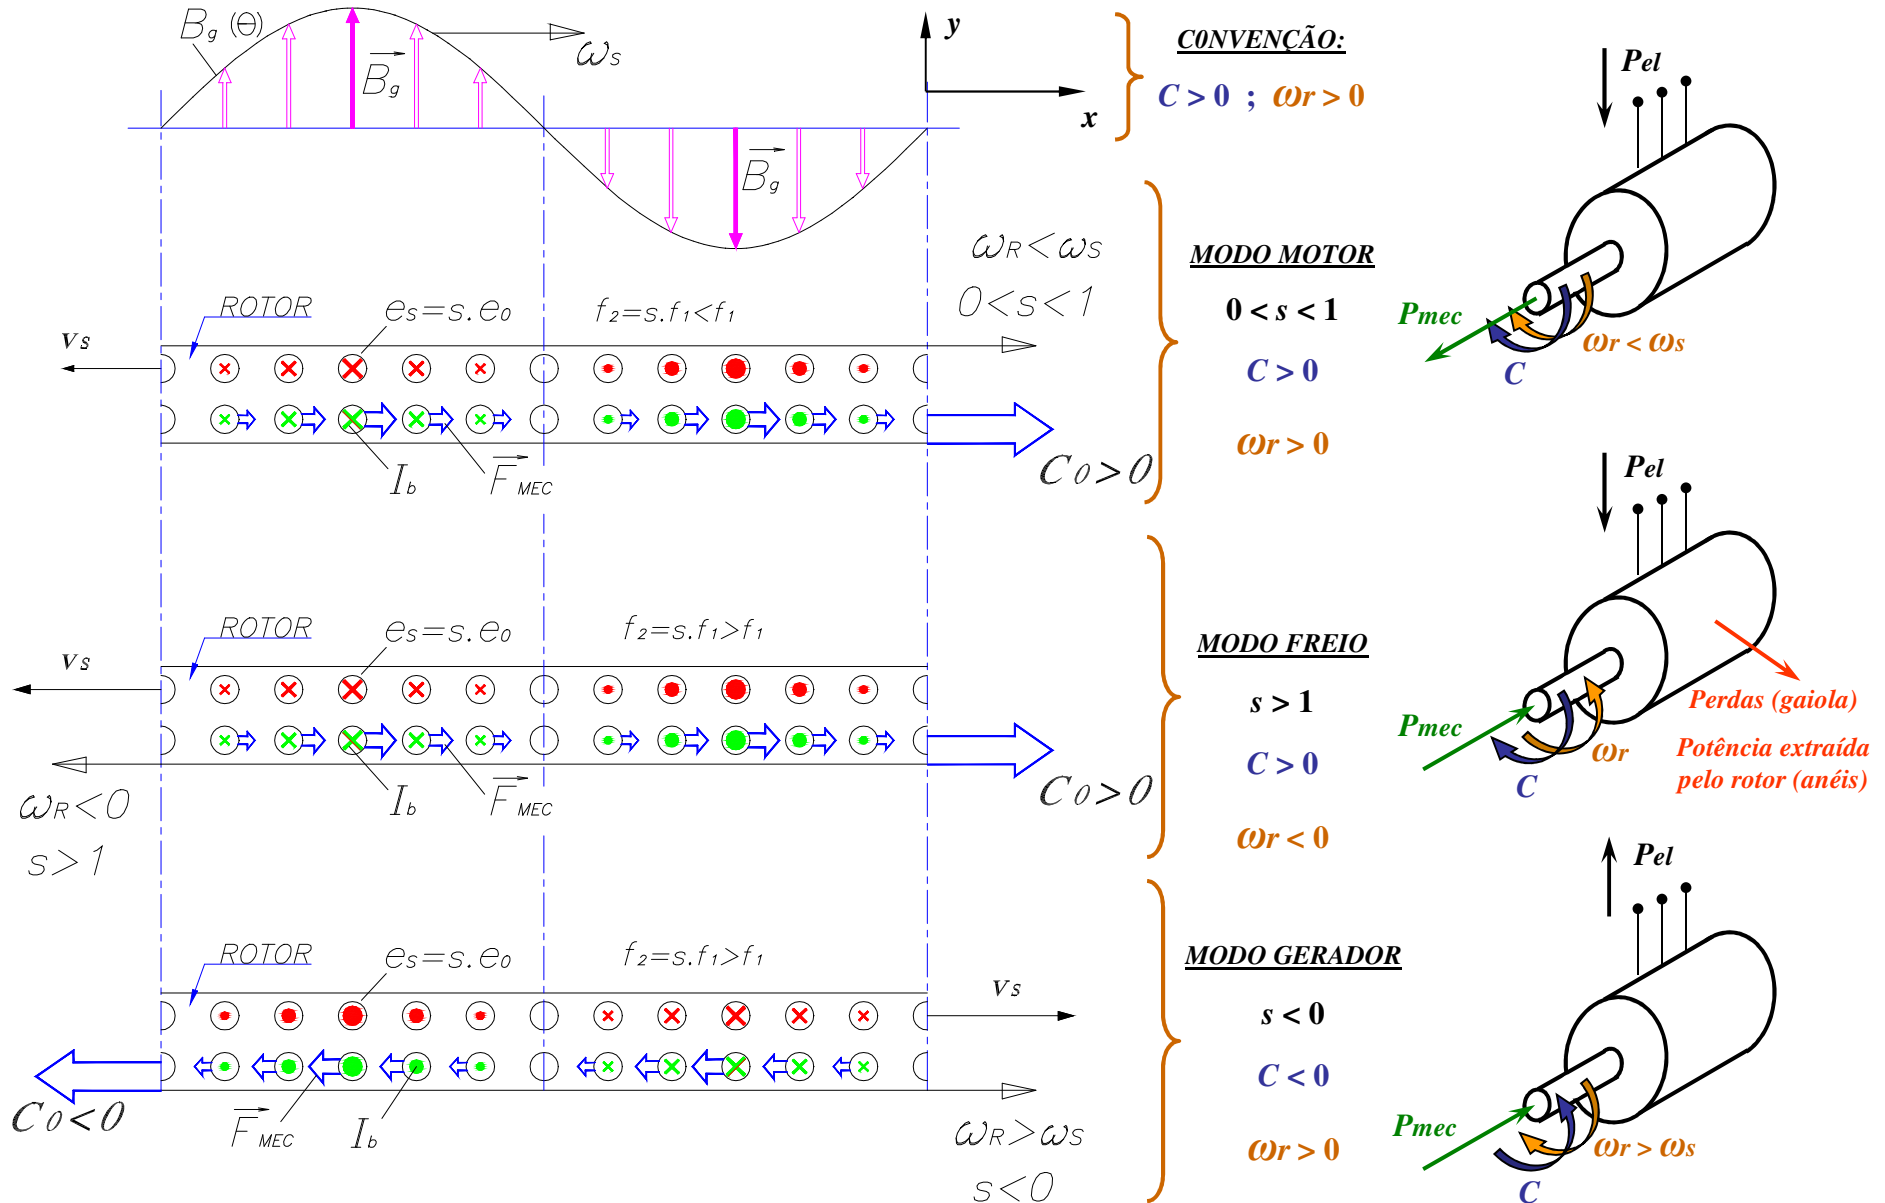 Bg (Θ)
ωs
Bg
Bg
y
x
C0NVENÇÃO:
C > 0 ; ωr > 0
Pel
ωR<ωS
0<s<1
MODO MOTOR
0 < s < 1
C > 0
ωr > 0
Pmec
ωr < ωs
C
ROTOR
es=s.e0
f2=s.f1<f1
vs
Ib
FMEC
C0>0
Pel
ROTOR
es=s.e0
f2=s.f1>f1
vs
ωR<0
s>1
Ib
FMEC
C0>0
MODO FREIO
s > 1
C > 0
ωr < 0
Pmec
C
ωr
Perdas (gaiola)
Potência extraída
pelo rotor (anéis)
Pel
ROTOR
es=s.e0
f2=s.f1>f1
vs
C0<0
FMEC
Ib
ωR>ωS
s<0
MODO GERADOR
s < 0
C < 0
ωr > 0
Pmec
ωr > ωs
C